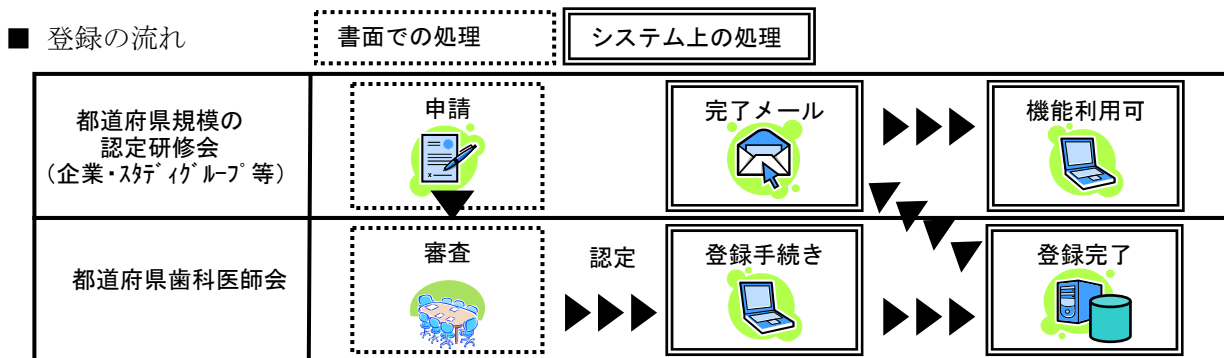 ■ 登録の流れ
書面での処理
システム上の処理
都道府県規模の
認定研修会
（企業・ｽﾀﾃﾞｨｸﾞﾙｰﾌﾟ等）
申請
完了メール
機能利用可
都道府県歯科医師会
審査
認定
登録手続き
登録完了